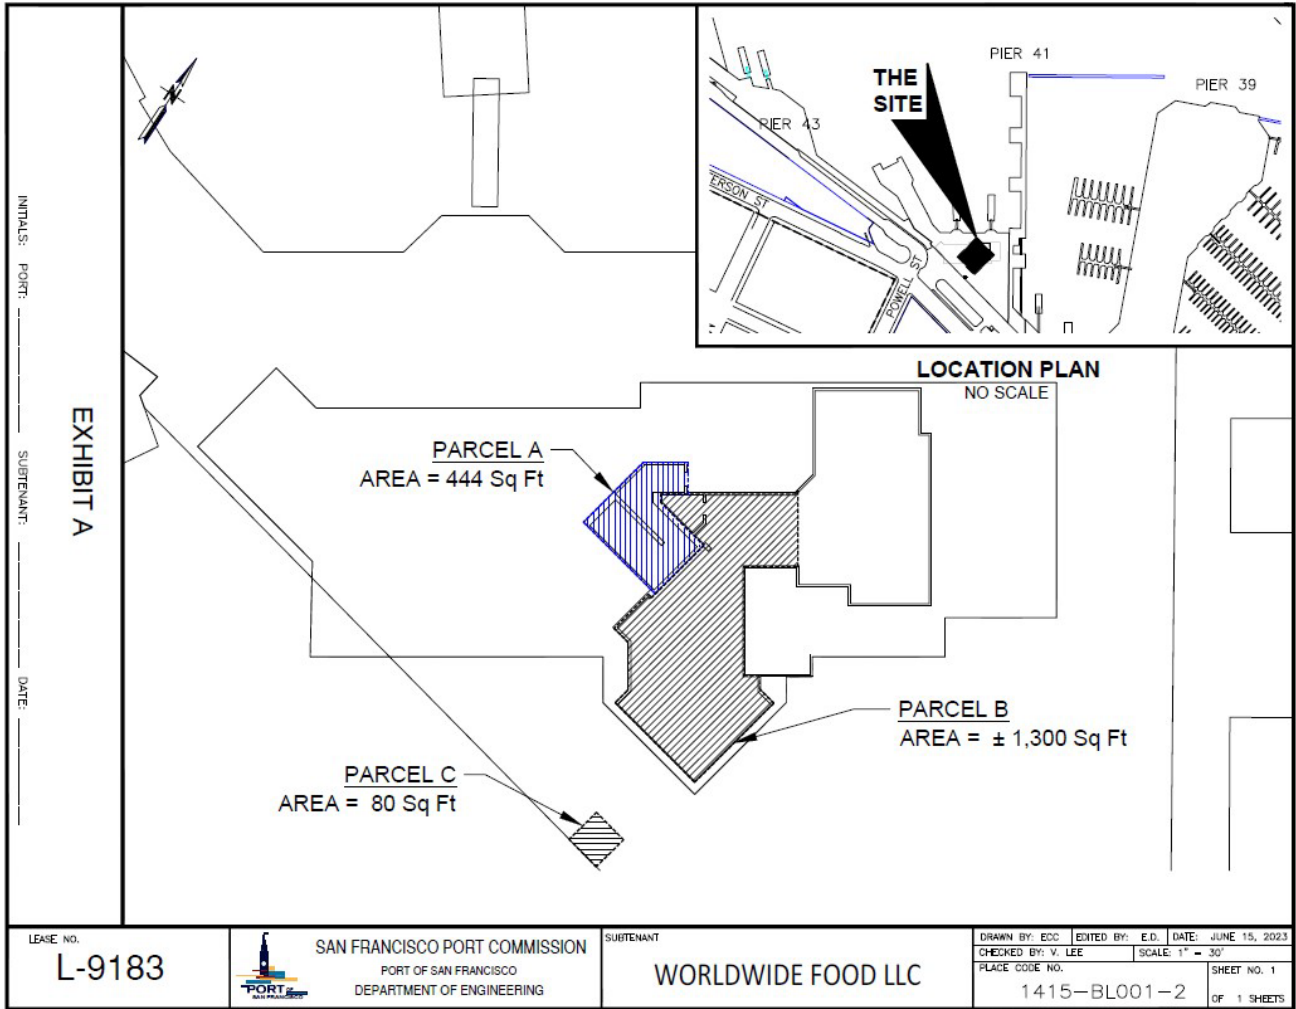 PIER 41
THE
SITE
PIER 39
PIER 43
ERSON ST
POWELL ST
N
LOCATION PLAN
NO SCALE
PARCEL A
AREA = 444 Sq Ft
PARCEL B
AREA = ± 1,300 Sq Ft
PARCEL C
AREA = 80 Sq Ft
EXHIBIT A
INITIALS: PORT: SUBTENANT: DATE:
LEASE NO.
L-9183
PORT OF
SAN FRANCISCO
SAN FRANCISCO PORT COMMISSION
PORT OF SAN FRANCISCO
DEPARTMENT OF ENGINEERING
SUBTENANT
WORLDWIDE FOOD LLC
DRAWN BY: ECC EDITED BY: E.D. DATE: JUNE 15, 2023
CHECKED BY: V. LEE SCALE: 1" = 30'
PLACE CODE NO.
1415-BL001-2
SHEET NO. 1
OF 1 SHEETS